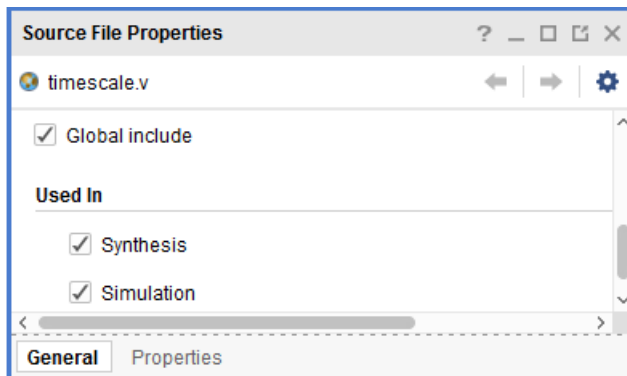 Source File Properties
timescale.v
Global include
Used In
Synthesis
Simulation
General Properties